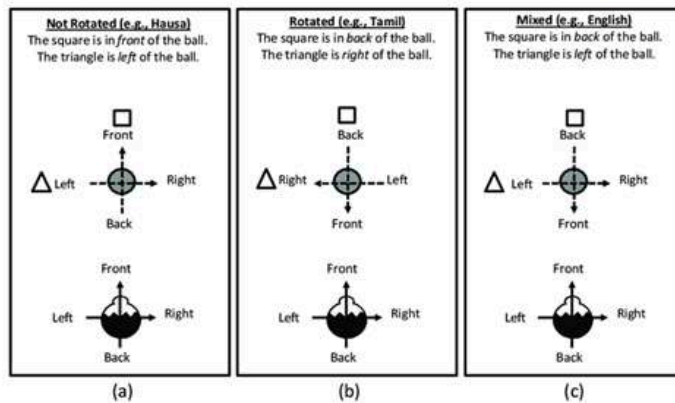 Not Rotated (e.g., Hausa)
The square is in front of the ball.
The triangle is left of the ball.
Front
Left
Right
Back
Front
Left
Right
Back
(a)
Rotated (e.g., Tamil)
The square is in back of the ball.
The triangle is right of the ball.
Back
Right
Left
Front
Front
Left
Right
Back
(b)
Mixed (e.g., English)
The square is in back of the ball.
The triangle is left of the ball.
Back
Left
Right
Front
Front
Left
Right
Back
(c)